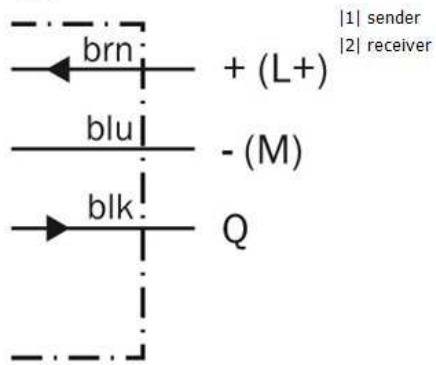 |1| sender
|2| receiver
brn + (L+)
blu - (M)
blk Q